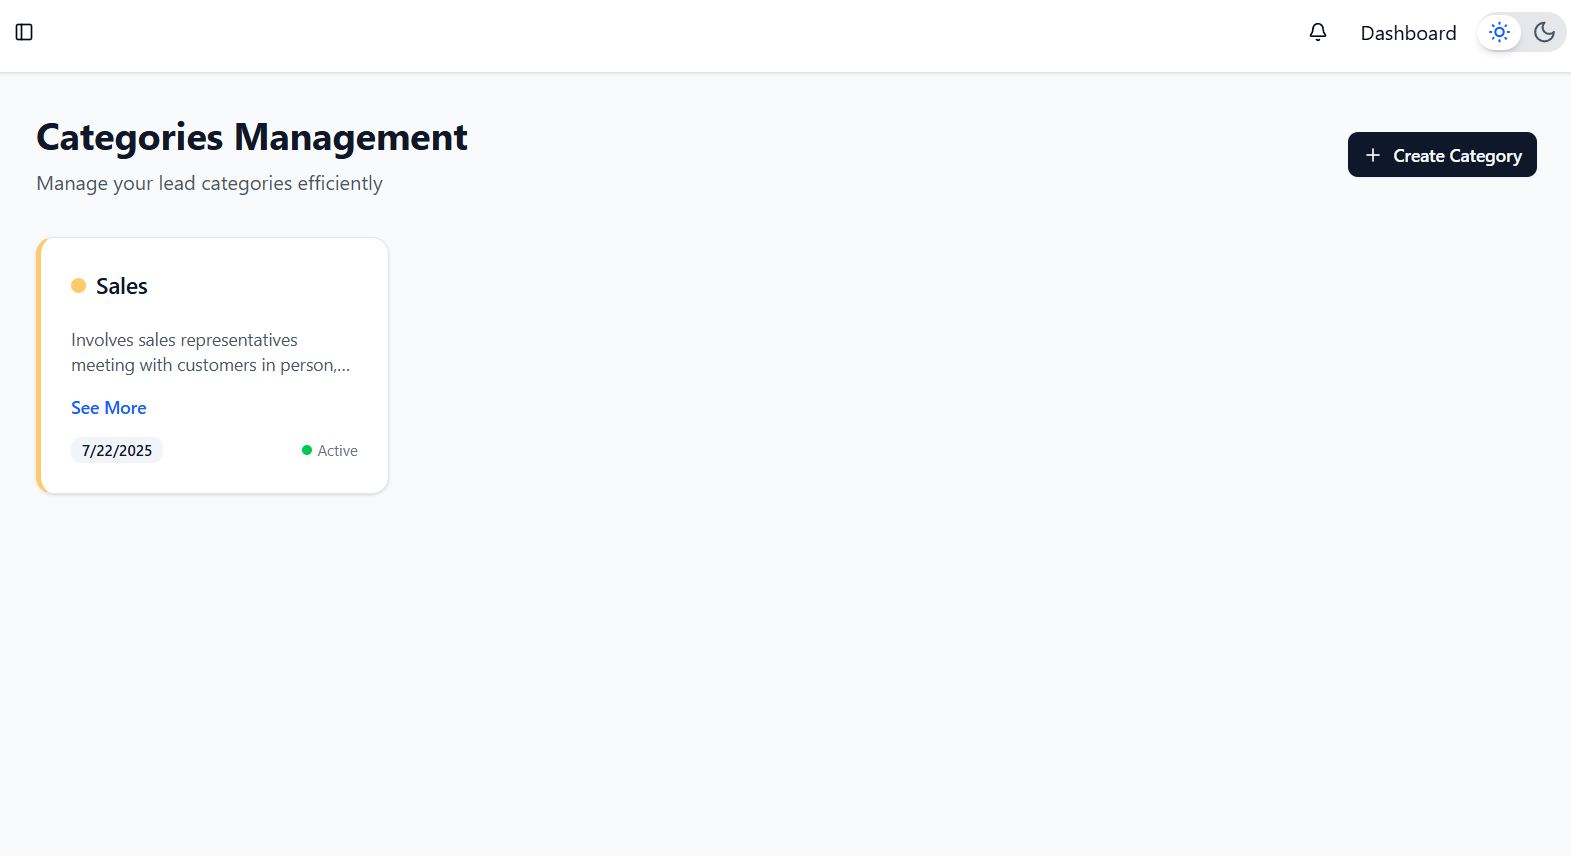 Dashboard
Categories Management
Manage your lead categories efficiently
Create Category
Sales
Involves sales representatives
meeting with customers in person,...
See More
7/22/2025
Active